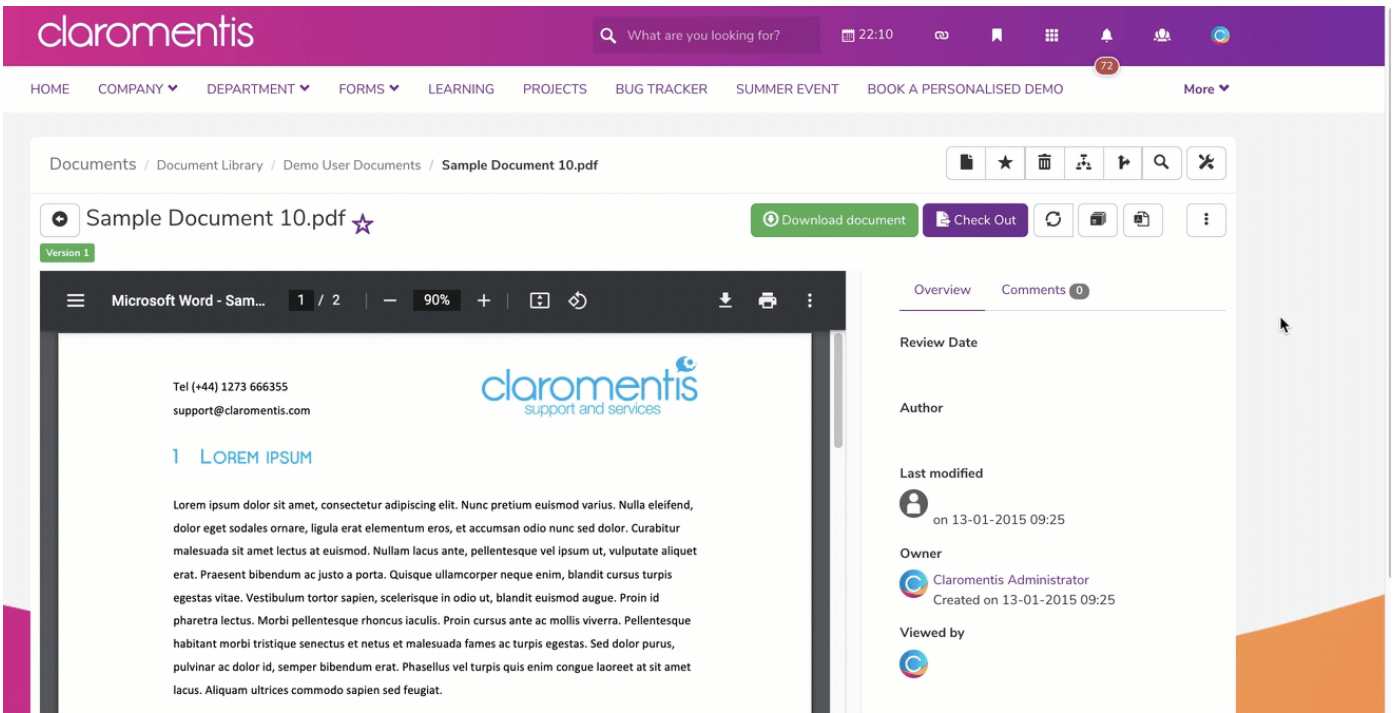 claromentis
What are you looking for?
22:10
72
HOME COMPANY DEPARTMENT FORMS LEARNING PROJECTS BUG TRACKER SUMMER EVENT BOOK A PERSONALISED DEMO More
Documents / Document Library / Demo User Documents / Sample Document 10.pdf
Sample Document 10.pdf
Download document Check Out
Version 1
Microsoft Word - Sam... 1 / 2 90%
Overview Comments 0
Review Date
Author
Last modified
on 13-01-2015 09:25
Owner
Claromentis Administrator
Created on 13-01-2015 09:25
Viewed by
Tel (+44) 1273 666355
support@claromentis.com
claromentis
support and services
1 LOREM IPSUM
Lorem ipsum dolor sit amet, consectetur adipiscing elit. Nunc pretium euismod varius. Nulla eleifend,
dolor eget sodales ornare, ligula erat elementum eros, et accumsan odio nunc sed dolor. Curabitur
malesuada sit amet lectus at euismod. Nullam lacus ante, pellentesque vel ipsum ut, vulputate aliquet
erat. Praesent bibendum ac justo a porta. Quisque ullamcorper neque enim, blandit cursus turpis
egestas vitae. Vestibulum tortor sapien, scelerisque in odio ut, blandit euismod augue. Proin id
pharetra lectus. Morbi pellentesque rhoncus iaculis. Proin cursus ante ac mollis viverra. Pellentesque
habitant morbi tristique senectus et netus et malesuada fames ac turpis egestas. Sed dolor purus,
pulvinar ac dolor id, semper bibendum erat. Phasellus vel turpis quis enim congue laoreet at sit amet
lacus. Aliquam ultrices commodo sapien sed feugiat.